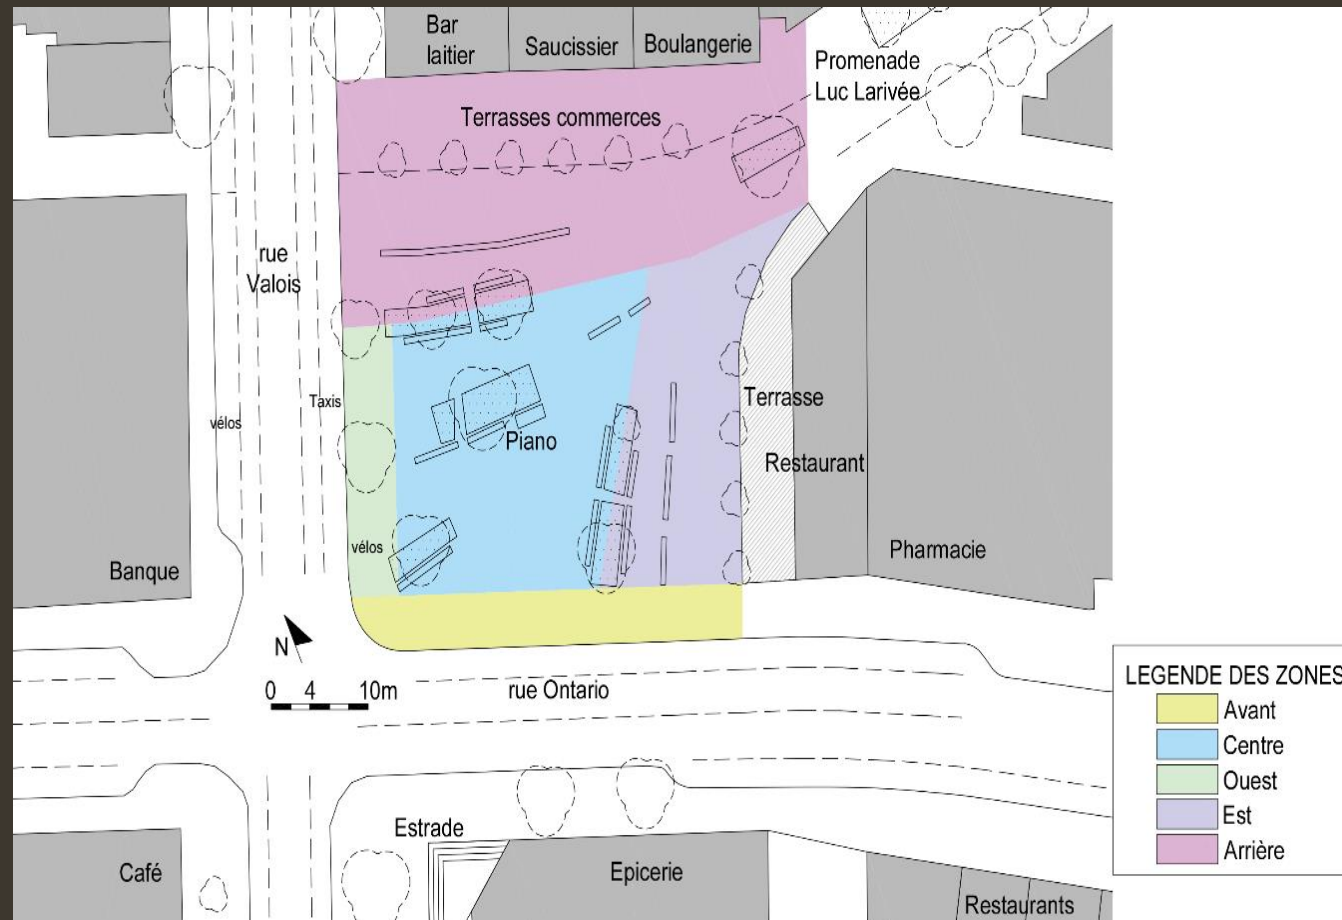 Bar
laitier
Saucissier
Boulangerie
Promenade
Luc Larivée
Terrasses commerces
rue
Valois
Taxis
vélos
Terrasse
Piano
Restaurant
vélos
Pharmacie
Banque
N
0 4 10m
rue Ontario
LEGENDE DES ZONES
Avant
Centre
Ouest
Est
Arrière
Estrade
Café
Epicerie
Restaurants